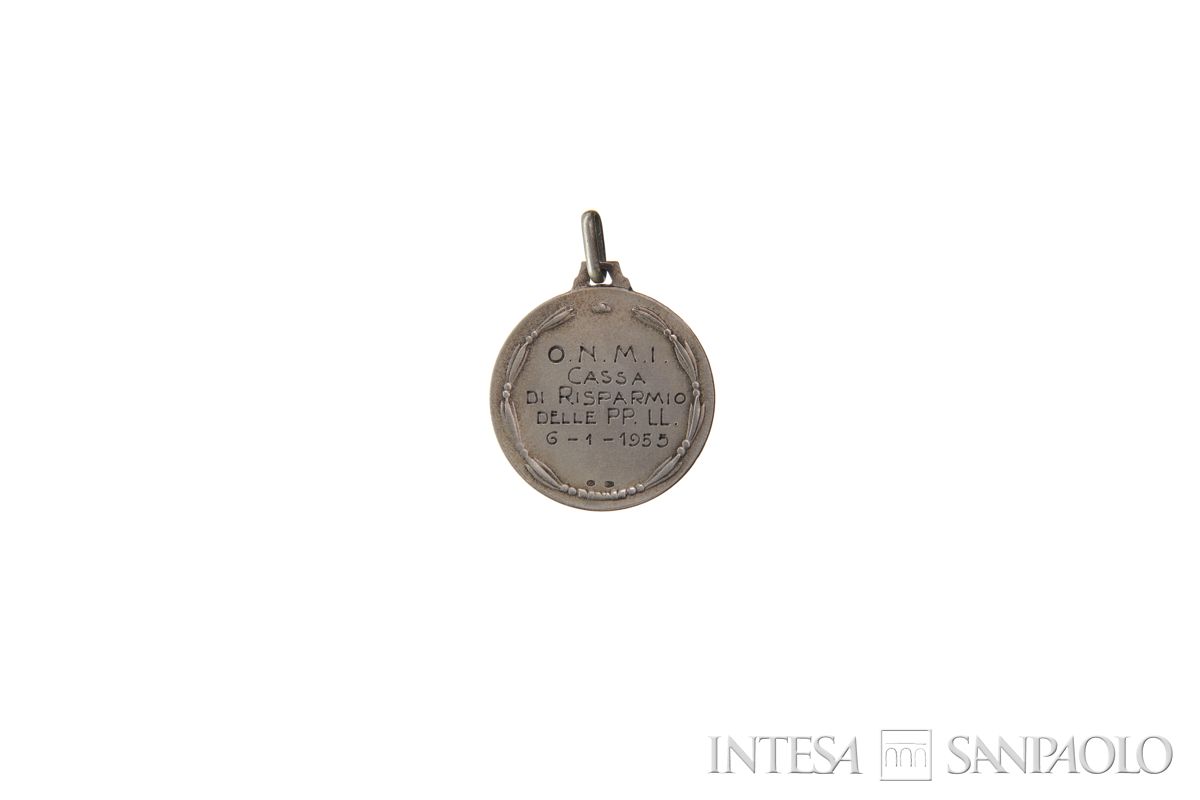 O. N. M. I.
CASSA
DI RISPARMIO
DELLE PP. LL.
6 - 1 - 1955
INTESA SANPAOLO